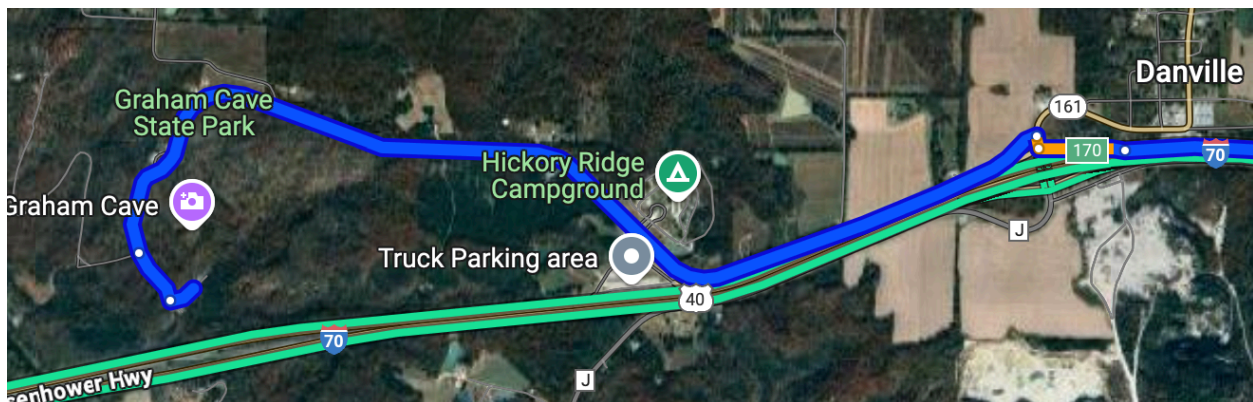 Danville
161
170
70
Graham Cave
State Park
Hickory Ridge
Campground
Graham Cave
J
Truck Parking area
40
70
J
senhower Hwy